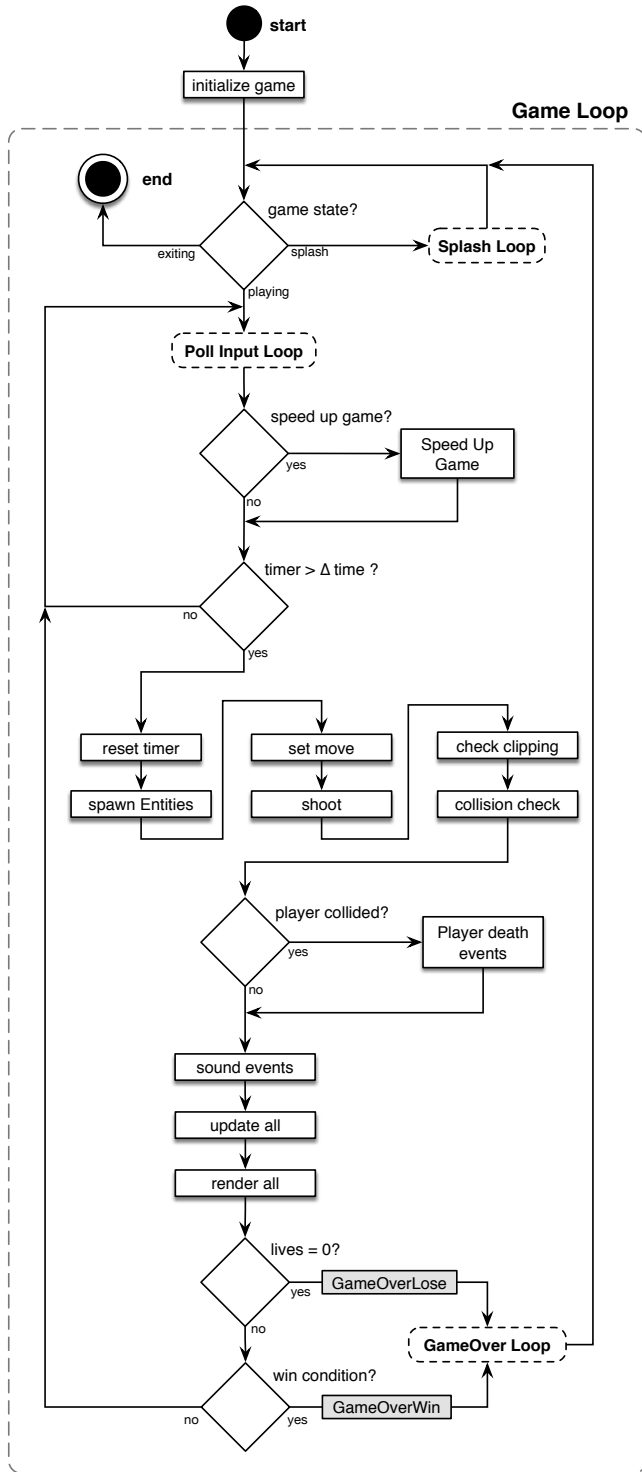 start
initialize game
Game Loop
end
game state?
exiting
splash
Splash Loop
playing
Poll Input Loop
speed up game?
yes
Speed Up
Game
no
timer > Δ time ?
no
yes
reset timer
set move
check clipping
spawn Entities
shoot
collision check
player collided?
yes
Player death
events
no
sound events
update all
render all
lives = 0?
yes
GameOverLose
no
GameOver Loop
win condition?
no
yes
GameOverWin